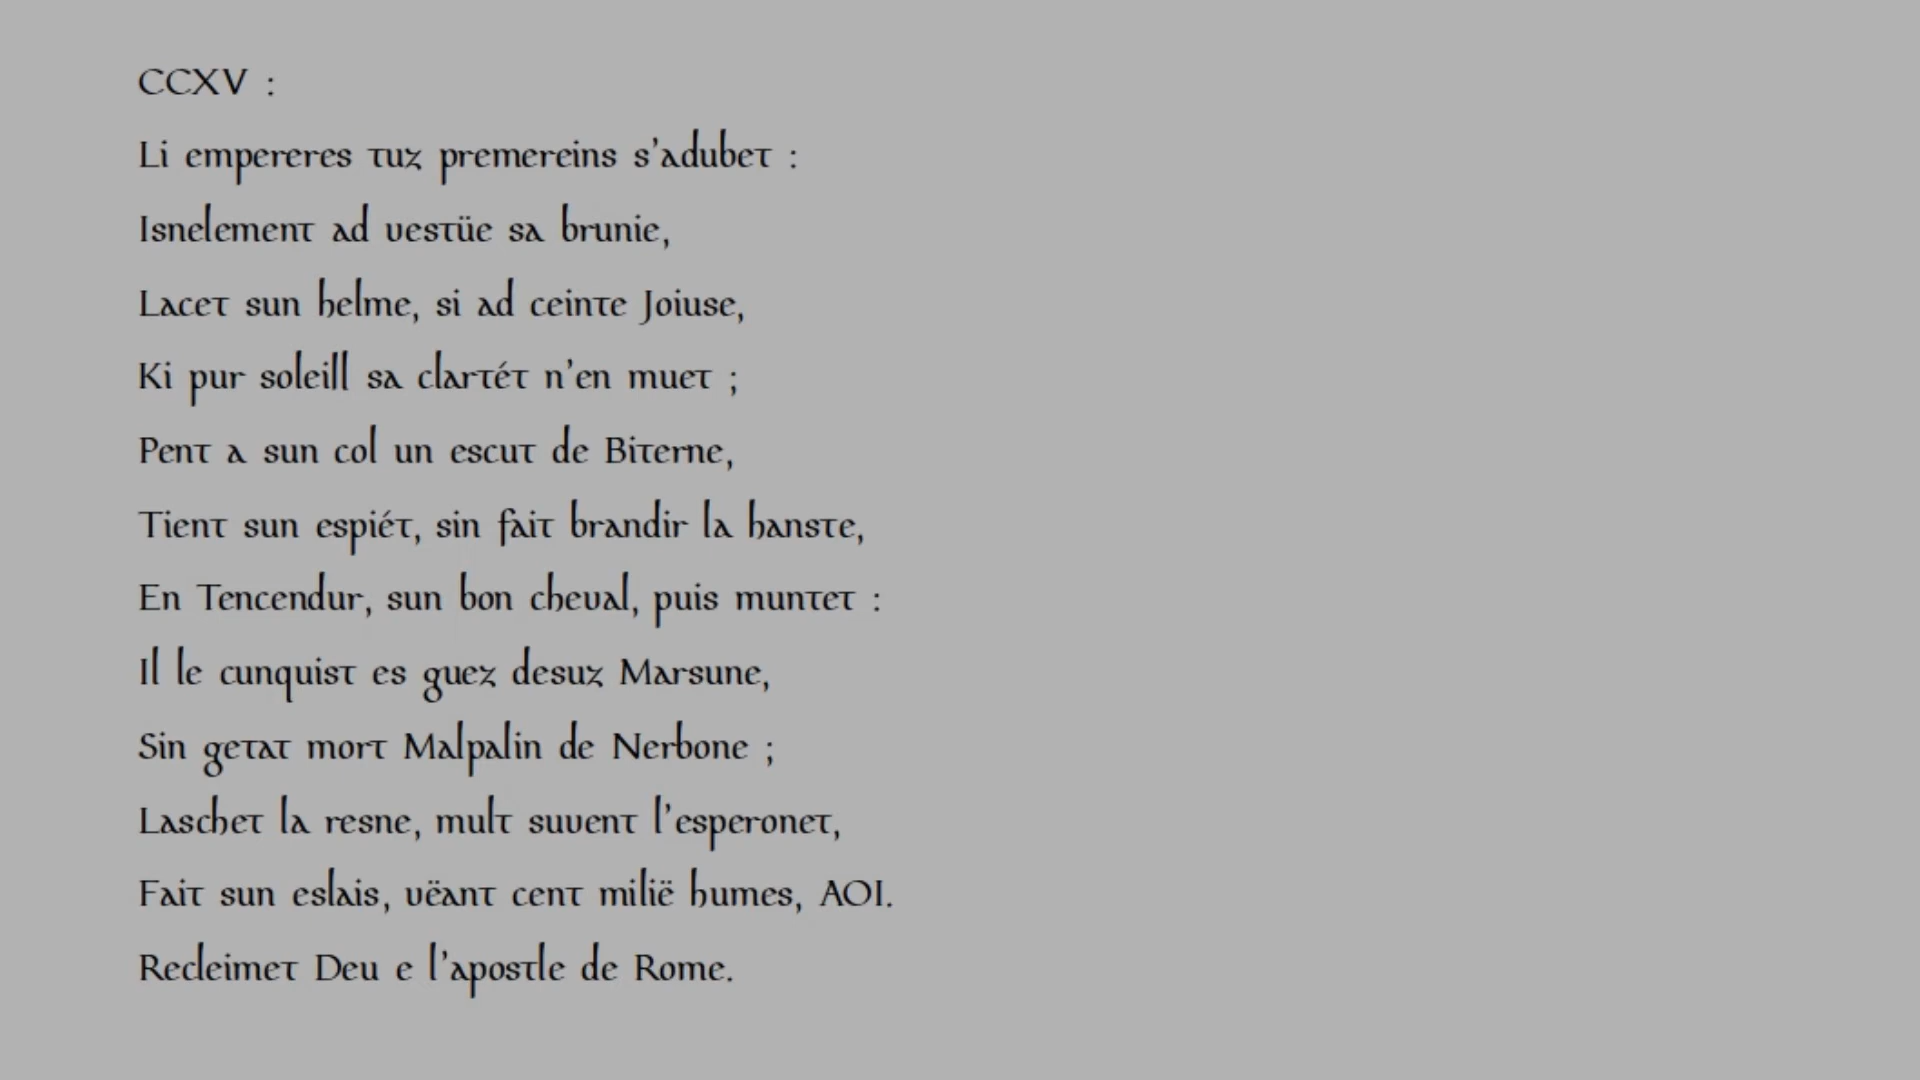 CCXV :
Li empereres tuz premereins s'adubet :
Isnelement ad vestüe sa brunie,
Lacet sun helme, si ad ceinte Joiuse,
Ki pur soleill sa clartét n'en muet ;
Pent a sun col un escut de Biterne,
Tient sun espiét, sin fait brandir la hanste,
En Tencendur, sun bon cheval, puis muntet :
Il le cunquist es guez desuz Marsune,
Sin getat mort Malpalin de Nerbone ;
Laschet la resne, mult suvent l'esperonet,
Fait sun eslais, vëant cent milië humes, AOI.
Recleimet Deu e l'apostle de Rome.